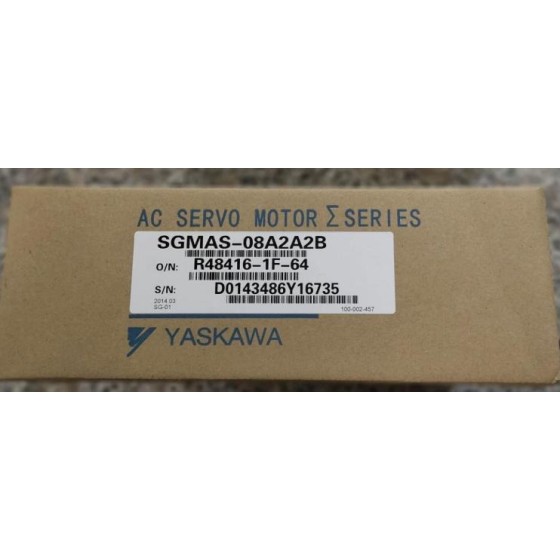 AC SERVO MOTOR Σ SERIES
SGMAS-08A2A2B
O/N: R48416-1F-64
S/N: D0143486Y16735
2014.03
SG-01 100-002-457
YASKAWA